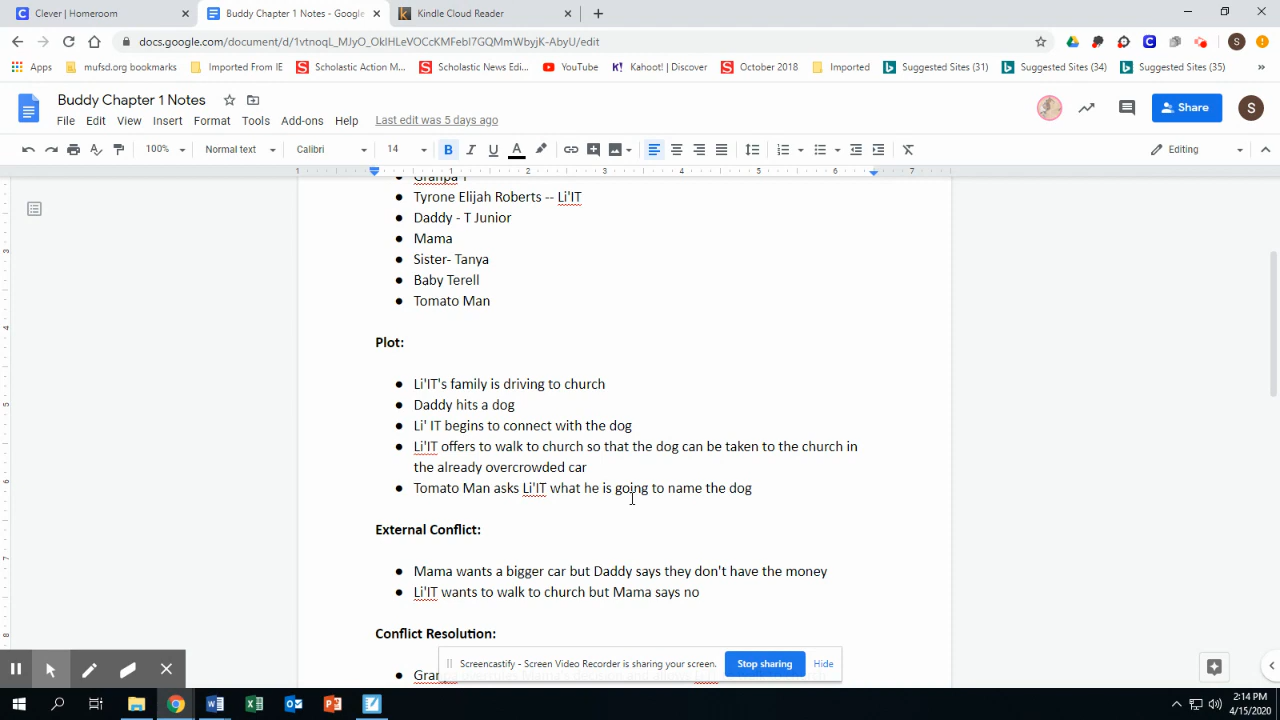 Clever | Homeroom
Buddy Chapter 1 Notes - Google
Kindle Cloud Reader
docs.google.com/document/d/1vtnoqL_MJyO_OkIHLeVOCcKMFebI7GQMmWbyjK-AbyU/edit
Apps
mufsd.org bookmarks
Imported From IE
Scholastic Action M...
Scholastic News Edi...
YouTube
Kahoot! | Discover
October 2018
Imported
Suggested Sites (31)
Suggested Sites (34)
Suggested Sites (35)
Buddy Chapter 1 Notes
File Edit View Insert Format Tools Add-ons Help Last edit was 5 days ago
Share
S
100% Normal text Calibri 14 Editing
Granpa T
Tyrone Elijah Roberts -- Li'IT
Daddy - T Junior
Mama
Sister- Tanya
Baby Terell
Tomato Man
Plot:
Li'IT's family is driving to church
Daddy hits a dog
Li' IT begins to connect with the dog
Li'IT offers to walk to church so that the dog can be taken to the church in
the already overcrowded car
Tomato Man asks Li'IT what he is going to name the dog
External Conflict:
Mama wants a bigger car but Daddy says they don't have the money
Li'IT wants to walk to church but Mama says no
Conflict Resolution:
Screencastify - Screen Video Recorder is sharing your screen.
Stop sharing
Hide
2:14 PM
4/15/2020